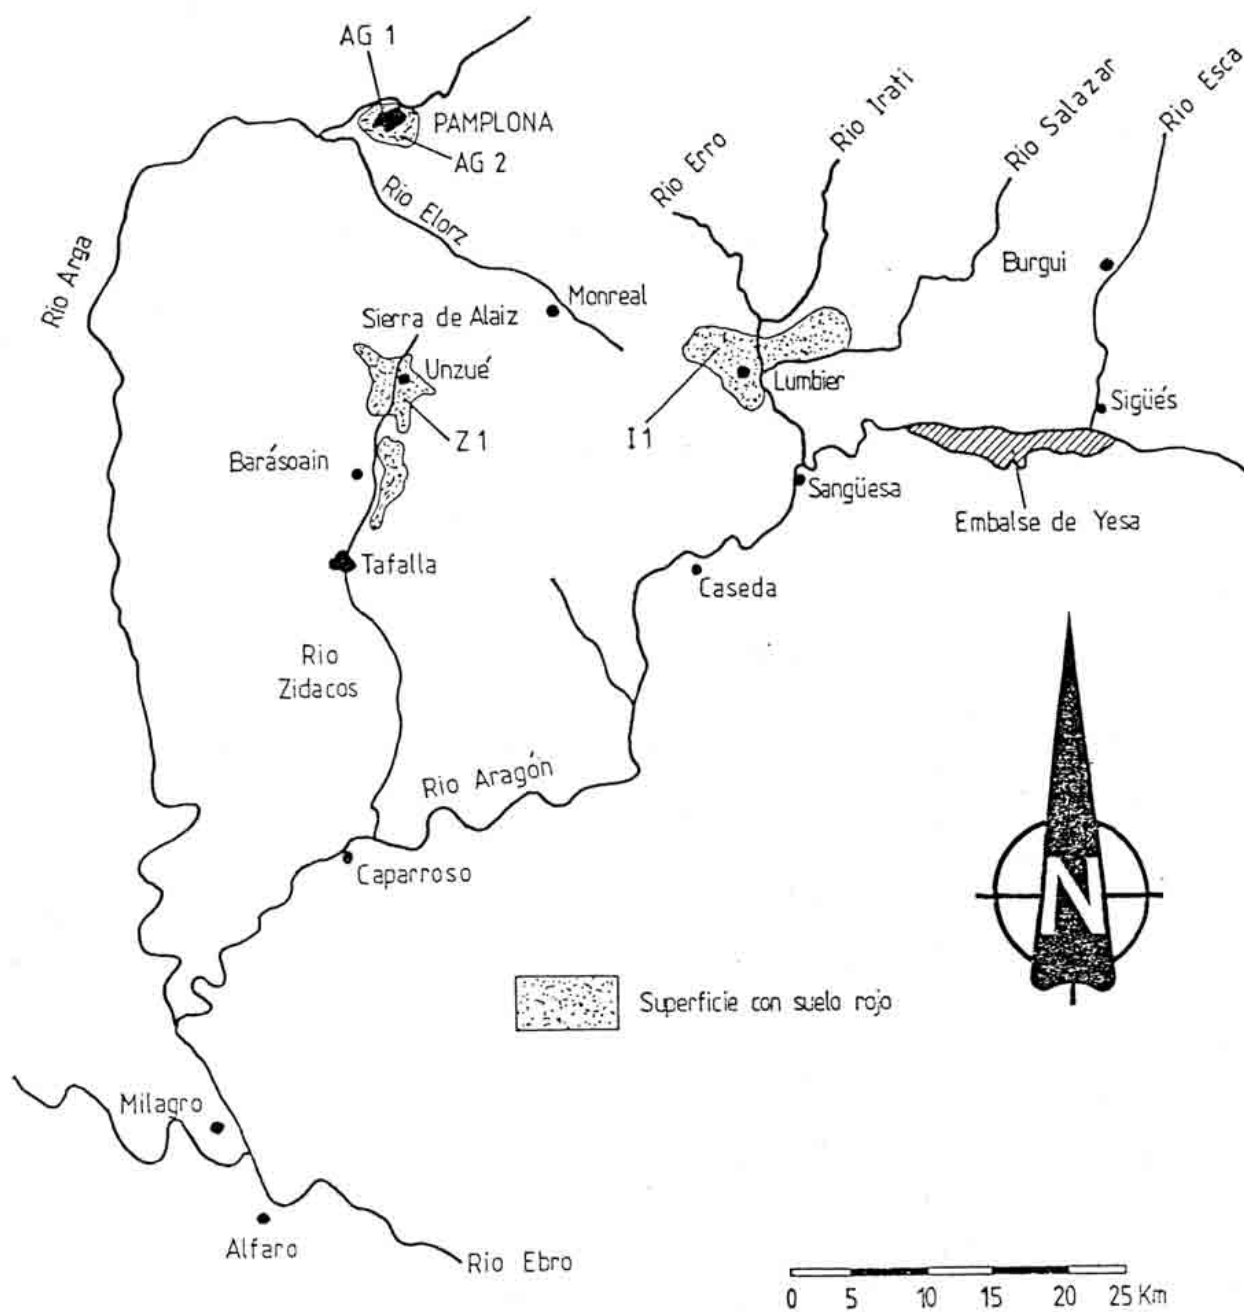 AG 1
PAMPLONA
AG 2
Rio Elorz
Rio Arga
Rio Erro
Rio Irati
Rio Salazar
Rio Esca
Burgui
Monreal
Sierra de Alaiz
Unzué
Z1
Lumbier
I1
Sigüés
Barásoain
Sangüesa
Embalse de Yesa
Tafalla
Caseda
Rio
Zidacos
Rio Aragón
Caparroso
N
Superficie con suelo rojo
Milagro
Alfaro
Rio Ebro
0 5 10 15 20 25 Km